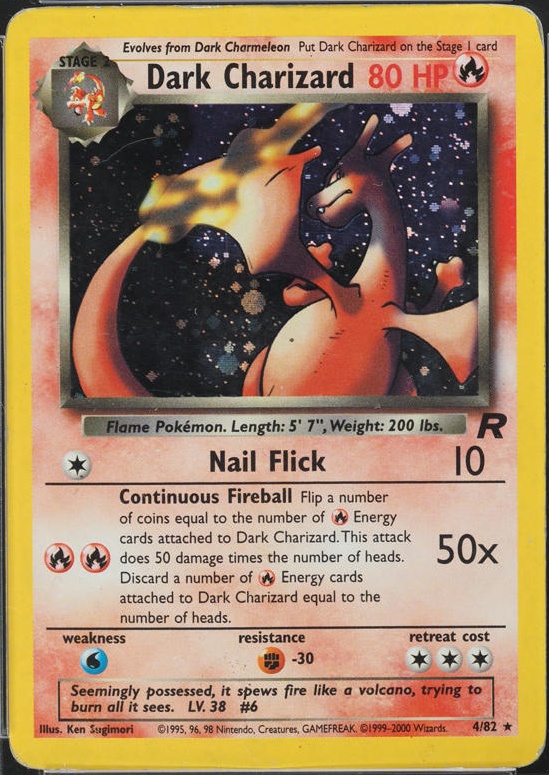 Evolves from Dark Charmeleon Put Dark Charizard on the Stage 1 card
STAGE 2
Dark Charizard 80 HP
Flame Pokémon. Length: 5' 7", Weight: 200 lbs.
R
Nail Flick 10
Continuous Fireball Flip a number
of coins equal to the number of Energy
cards attached to Dark Charizard. This attack
does 50 damage times the number of heads.
Discard a number of Energy cards
attached to Dark Charizard equal to the
number of heads.
50x
weakness resistance retreat cost
-30
Seemingly possessed, it spews fire like a volcano, trying to
burn all it sees. LV. 38 #6
Illus. Ken Sugimori ©1995, 96, 98 Nintendo, Creatures, GAMEFREAK. ©1999-2000 Wizards. 4/82 ★